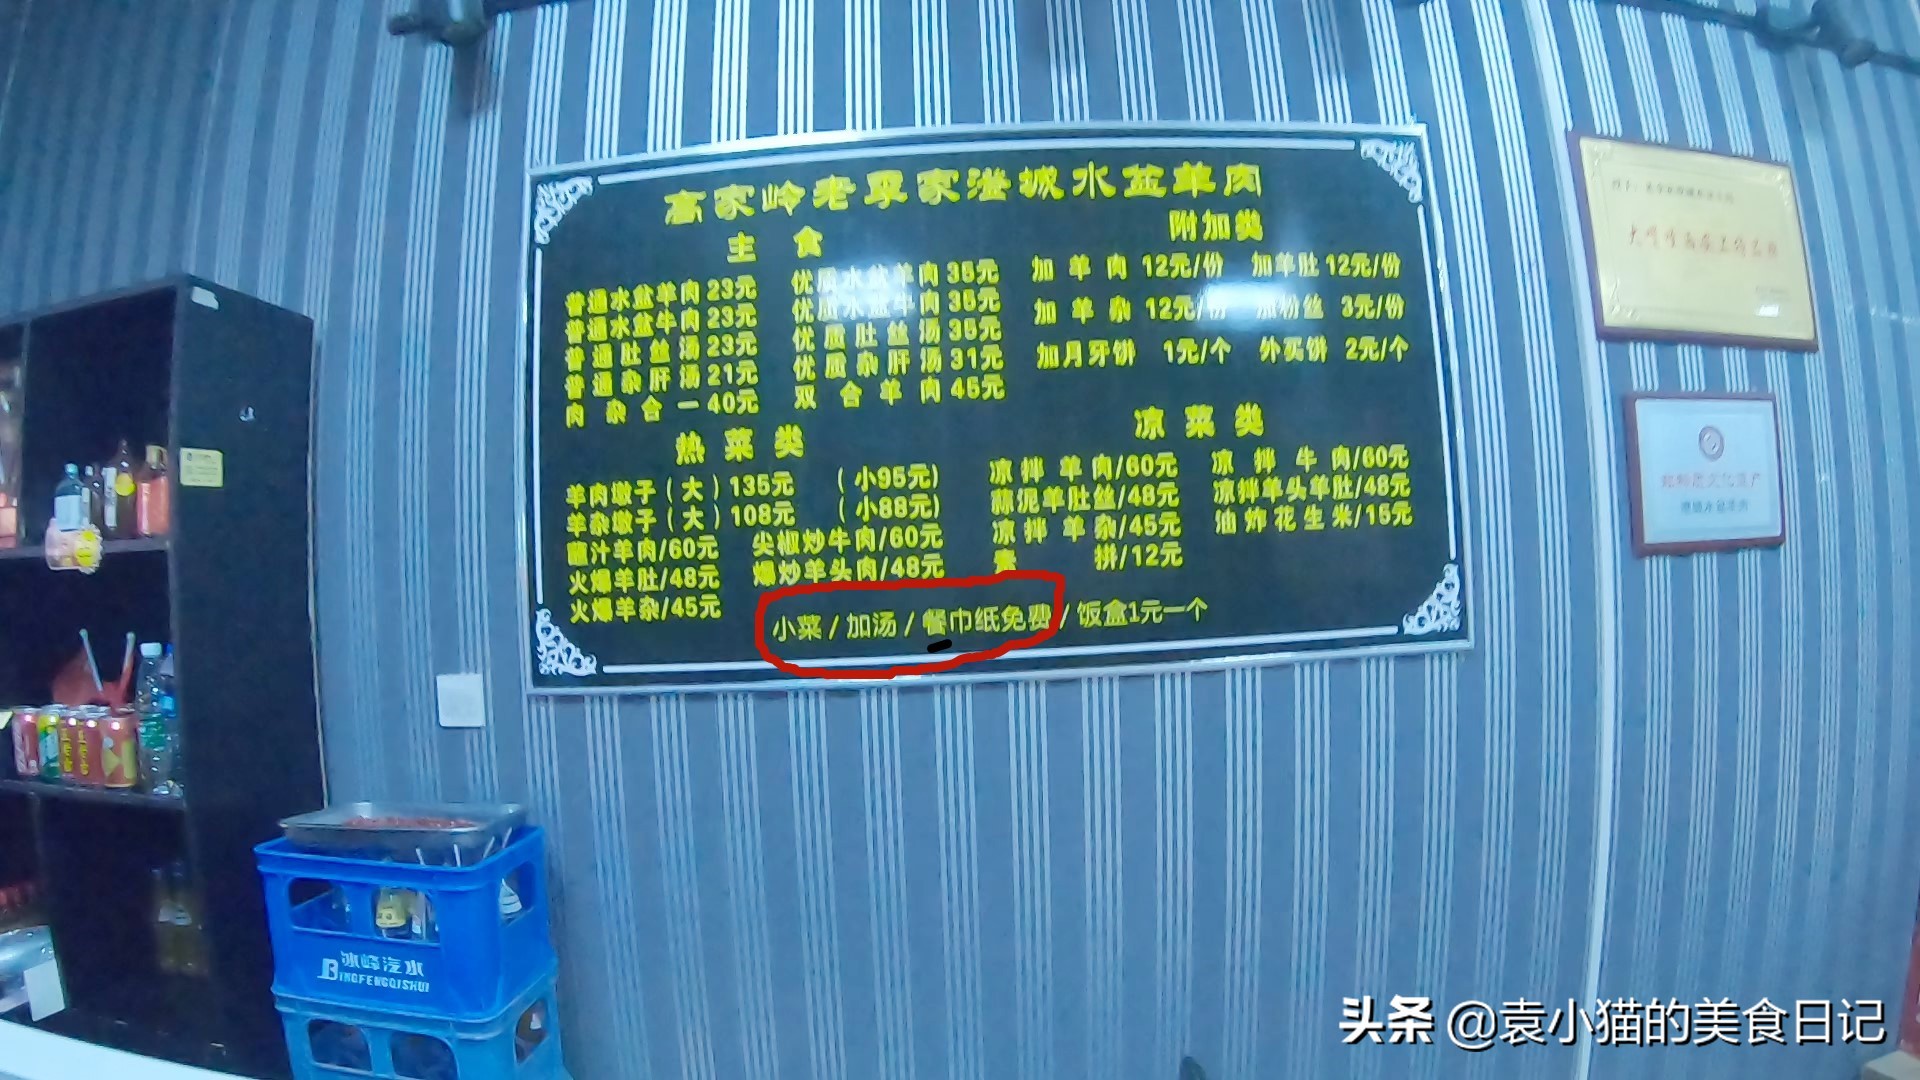 高家岭老李家澄城水盆羊肉
主食
普通水盆羊肉 23元 优质水盆羊肉 35元
普通水盆牛肉 23元 优质水盆牛肉 35元
普通肚丝汤 23元 优质肚丝汤 35元
普通杂肝汤 21元 优质杂肝汤 31元
肉杂合一 40元 双合羊肉 45元
附加类
加羊肉 12元/份 加羊肚 12元/份
加羊杂 12元/份 加粉丝 3元/份
加月牙饼 1元/个 外买饼 2元/个
热菜类
羊肉墩子(大)135元 (小95元)
羊杂墩子(大)108元 (小88元)
蘸汁羊肉/60元 尖椒炒牛肉/60元
火爆羊肚/48元 爆炒羊头肉/48元
火爆羊杂/45元
凉菜类
凉拌羊肉/60元 凉拌牛肉/60元
蒜泥羊肚丝/48元 凉拌羊头羊肚/48元
凉拌羊杂/45元 油炸花生米/15元
素拼/12元
小菜/加汤/餐巾纸免费/饭盒1元一个
冰峰汽水
BINGFENGQISHUI
头条 @袁小猫的美食日记